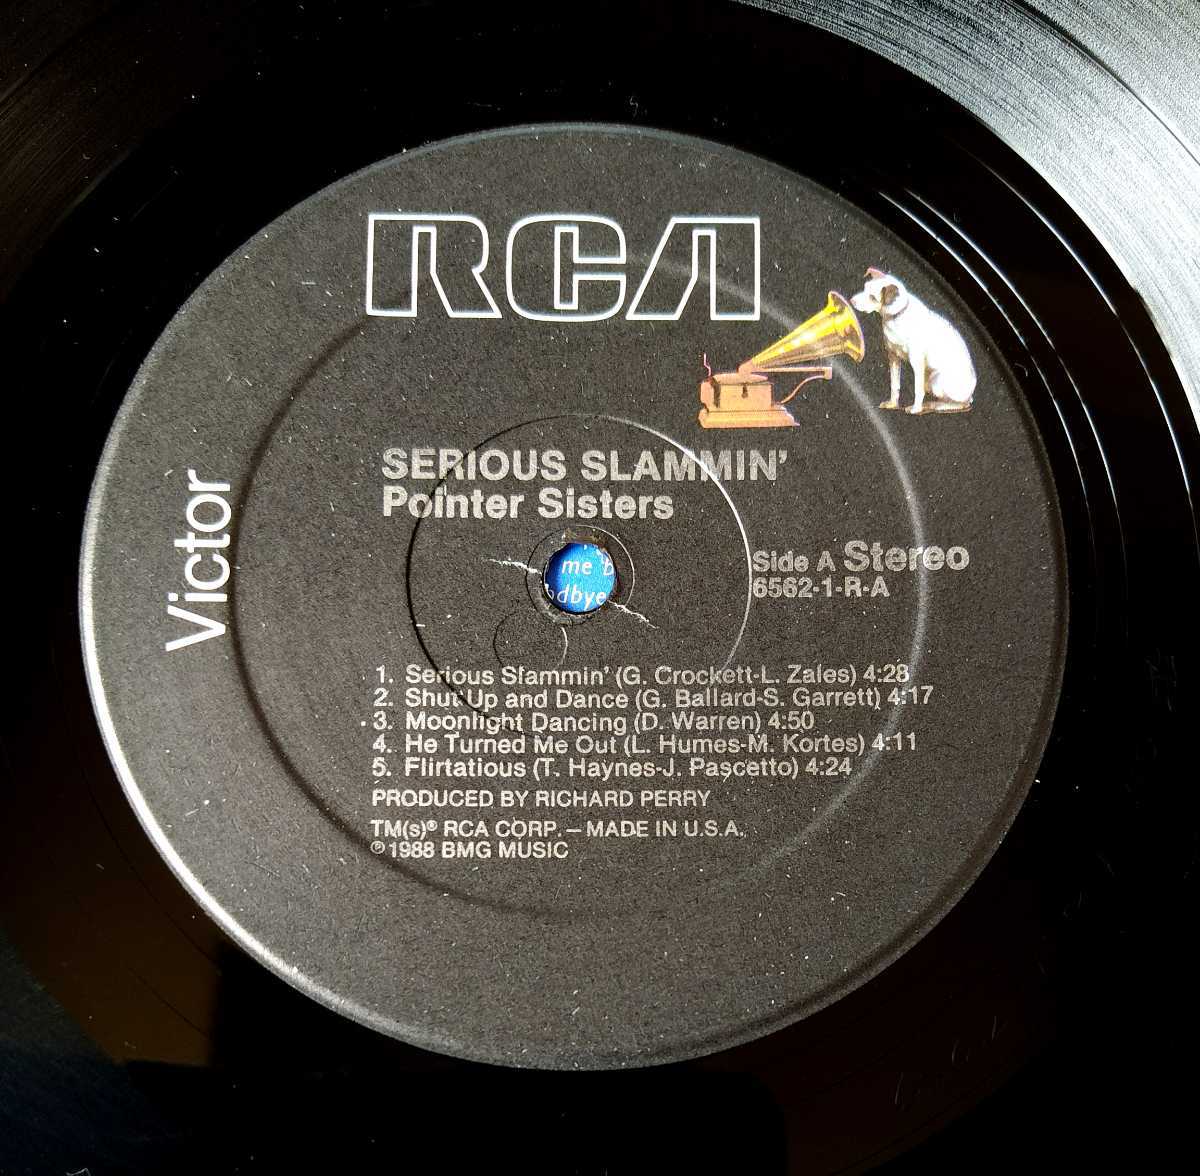 RCA
Victor
SERIOUS SLAMMIN'
Pointer Sisters
Side A Stereo
6562-1-R-A
me b
dbye
1. Serious Slammin' (G. Crockett-L. Zales) 4:28
2. Shut Up and Dance (G. Ballard-S. Garrett) 4:17
3. Moonlight Dancing (D. Warren) 4:50
4. He Turned Me Out (L. Humes-M. Kortes) 4:11
5. Flirtatious (T. Haynes-J. Pascetto) 4:24
PRODUCED BY RICHARD PERRY
TM(s)® RCA CORP. — MADE IN U.S.A.
℗ 1988 BMG MUSIC